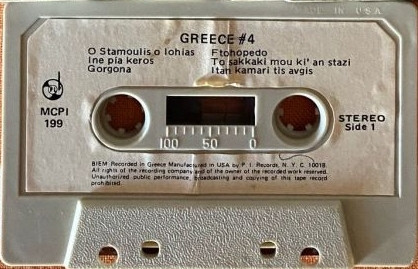 MADE IN U S A
GREECE #4
O Stamoulis o lohias
Ine pia keros
Gorgona
Ftohopedo
To sakkaki mou ki' an stazi
Itan kamari tis avgis
MCPI
199
STEREO
Side 1
100 50 0
BIEM Recorded in Greece Manufactured in USA by P. I. Records, N. Y. C. 10018.
All rights of the recording company and of the owner of the recorded work reserved.
Unauthorized public performance, broadcasting and copying of this tape record
prohibited.